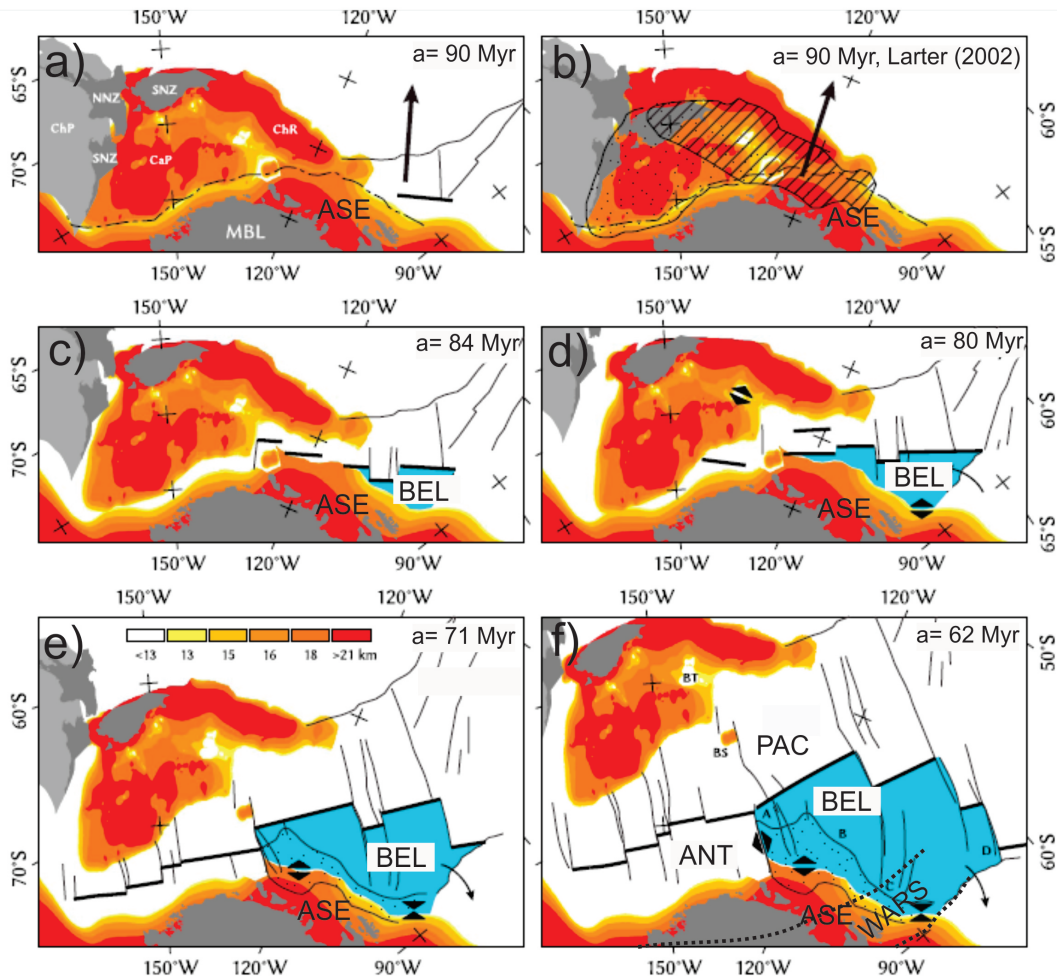 150°W 120°W 150°W 120°W
a) a= 90 Myr b) a= 90 Myr, Larter (2002)
65°S NNZ SNZ 60°S
ChP ChR
SNZ CaP
70°S ASE ASE
MBL 65°S
150°W 120°W 90°W 150°W 120°W 90°W
150°W 120°W 150°W 120°W
c) a= 84 Myr d) a= 80 Myr
65°S 60°S
70°S BEL BEL
ASE ASE
65°S
150°W 120°W 90°W 150°W 120°W 90°W
150°W 120°W 150°W 120°W
e) a= 71 Myr f) a= 62 Myr
<13 13 15 16 18 >21 km
50°S
60°S BT
BS PAC
BEL
A B
70°S BEL ANT C D 60°S
ASE ASE WARS
150°W 120°W 90°W 150°W 120°W 90°W